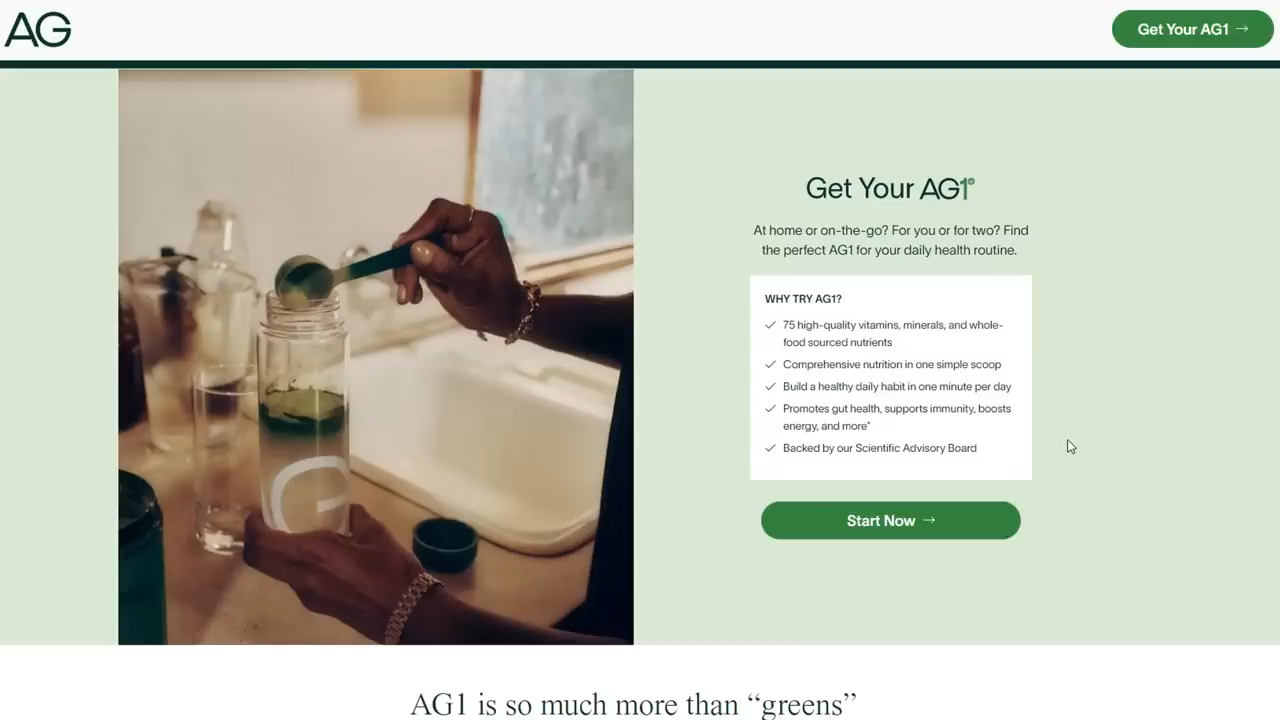 AG
Get Your AG1 →
Get Your AG1
At home or on-the-go? For you or for two? Find
the perfect AG1 for your daily health routine.
WHY TRY AG1?
75 high-quality vitamins, minerals, and whole-
food sourced nutrients
Comprehensive nutrition in one simple scoop
Build a healthy daily habit in one minute per day
Promotes gut health, supports immunity, boosts
energy, and more*
Backed by our Scientific Advisory Board
Start Now →
G
AG1 is so much more than “greens”